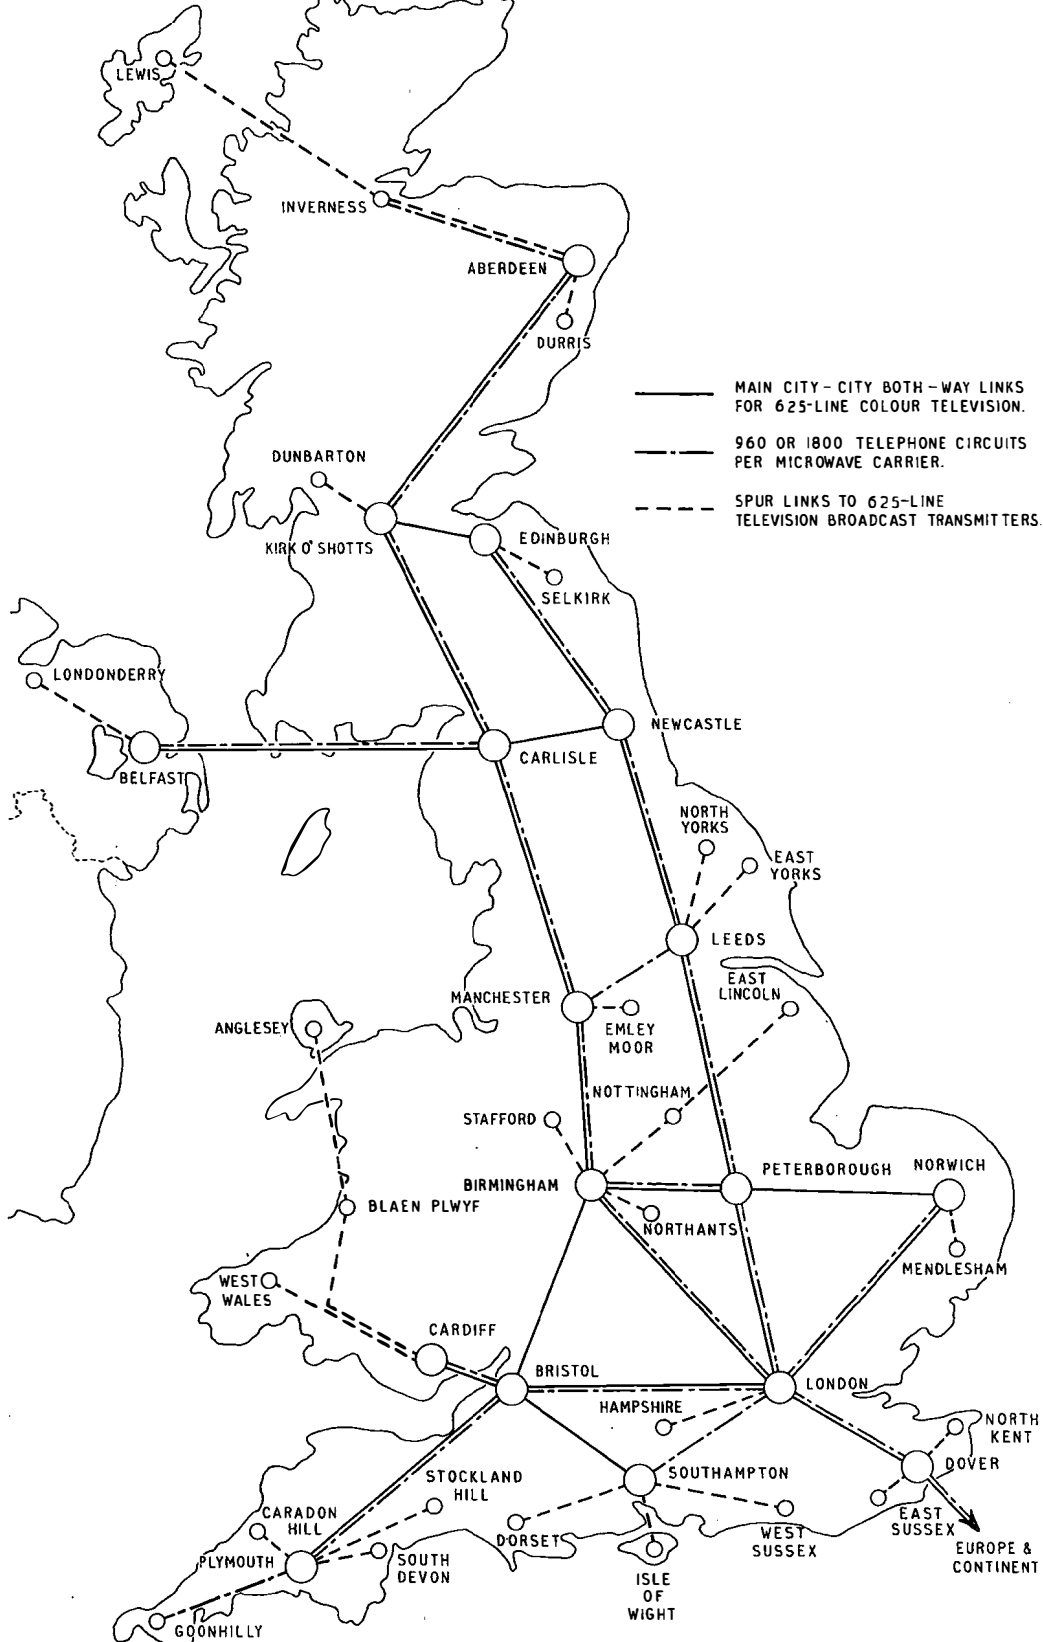 LEWIS
INVERNESS
ABERDEEN
DURRIS
MAIN CITY-CITY BOTH-WAY LINKS
FOR 625-LINE COLOUR TELEVISION.
960 OR 1800 TELEPHONE CIRCUITS
PER MICROWAVE CARRIER.
SPUR LINKS TO 625-LINE
TELEVISION BROADCAST TRANSMITTERS.
DUNBARTON
KIRK O'SHOTTS
EDINBURGH
SELKIRK
LONDONDERRY
BELFAST
CARLISLE
NEWCASTLE
NORTH
YORKS
EAST
YORKS
LEEDS
EAST
LINCOLN
MANCHESTER
EMLEY
MOOR
ANGLESEY
NOTTINGHAM
STAFFORD
BIRMINGHAM
PETERBOROUGH
NORWICH
BLAEN PLWYF
NORTHANTS
MENDLESHAM
WEST
WALES
CARDIFF
BRISTOL
LONDON
HAMPSHIRE
NORTH
KENT
DOVER
SOUTHAMPTON
STOCKLAND
HILL
CARADON
HILL
DORSET
WEST
SUSSEX
EAST
SUSSEX
EUROPE &
CONTINENT
PLYMOUTH
SOUTH
DEVON
ISLE
OF
WIGHT
GOONHILLY